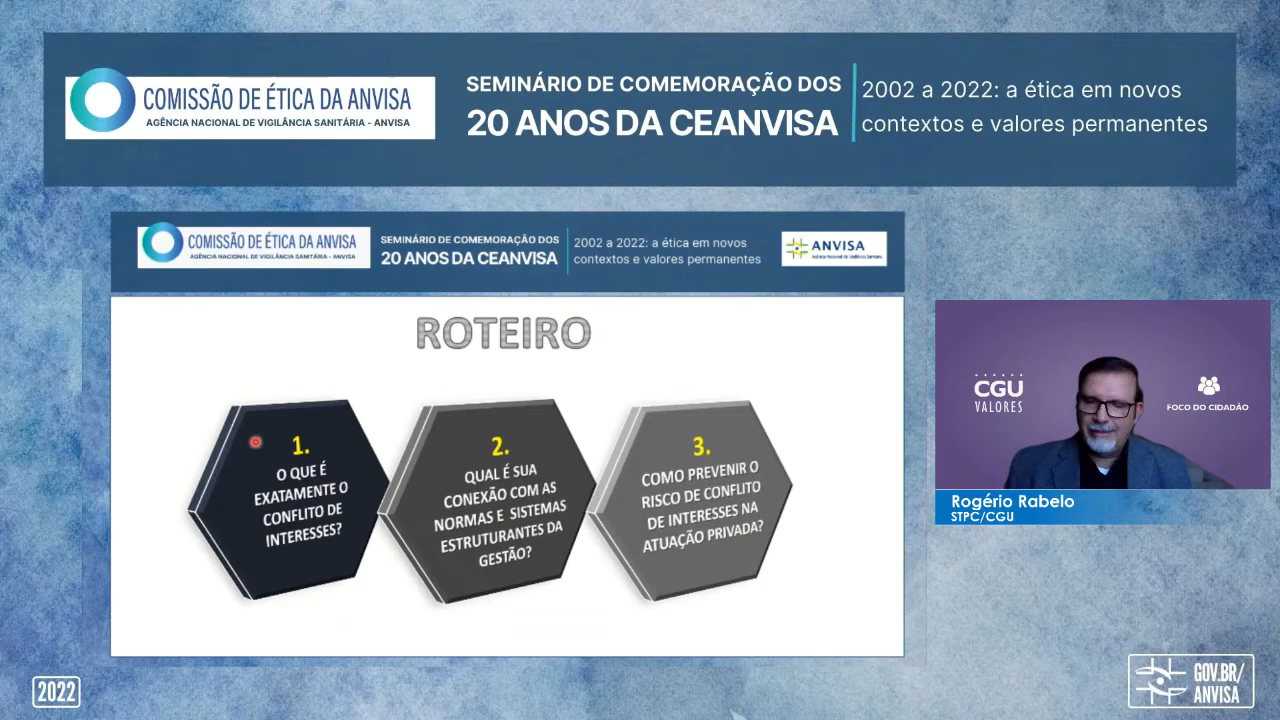 COMISSÃO DE ÉTICA DA ANVISA
AGÊNCIA NACIONAL DE VIGILÂNCIA SANITÁRIA - ANVISA
SEMINÁRIO DE COMEMORAÇÃO DOS
20 ANOS DA CEANVISA
2002 a 2022: a ética em novos
contextos e valores permanentes
COMISSÃO DE ÉTICA DA ANVISA
AGÊNCIA NACIONAL DE VIGILÂNCIA SANITÁRIA - ANVISA
SEMINÁRIO DE COMEMORAÇÃO DOS
20 ANOS DA CEANVISA
2002 a 2022: a ética em novos
contextos e valores permanentes
ANVISA
Agência Nacional de Vigilância Sanitária
ROTEIRO
1.
O QUE É
EXATAMENTE O
CONFLITO DE
INTERESSES?
2.
QUAL É SUA
CONEXÃO COM AS
NORMAS E SISTEMAS
ESTRUTURANTES DA
GESTÃO?
3.
COMO PREVENIR O
RISCO DE CONFLITO
DE INTERESSES NA
ATUAÇÃO PRIVADA?
CGU
VALORES
FOCO DO CIDADÃO
Rogério Rabelo
STPC/CGU
2022
GOV.BR/
ANVISA